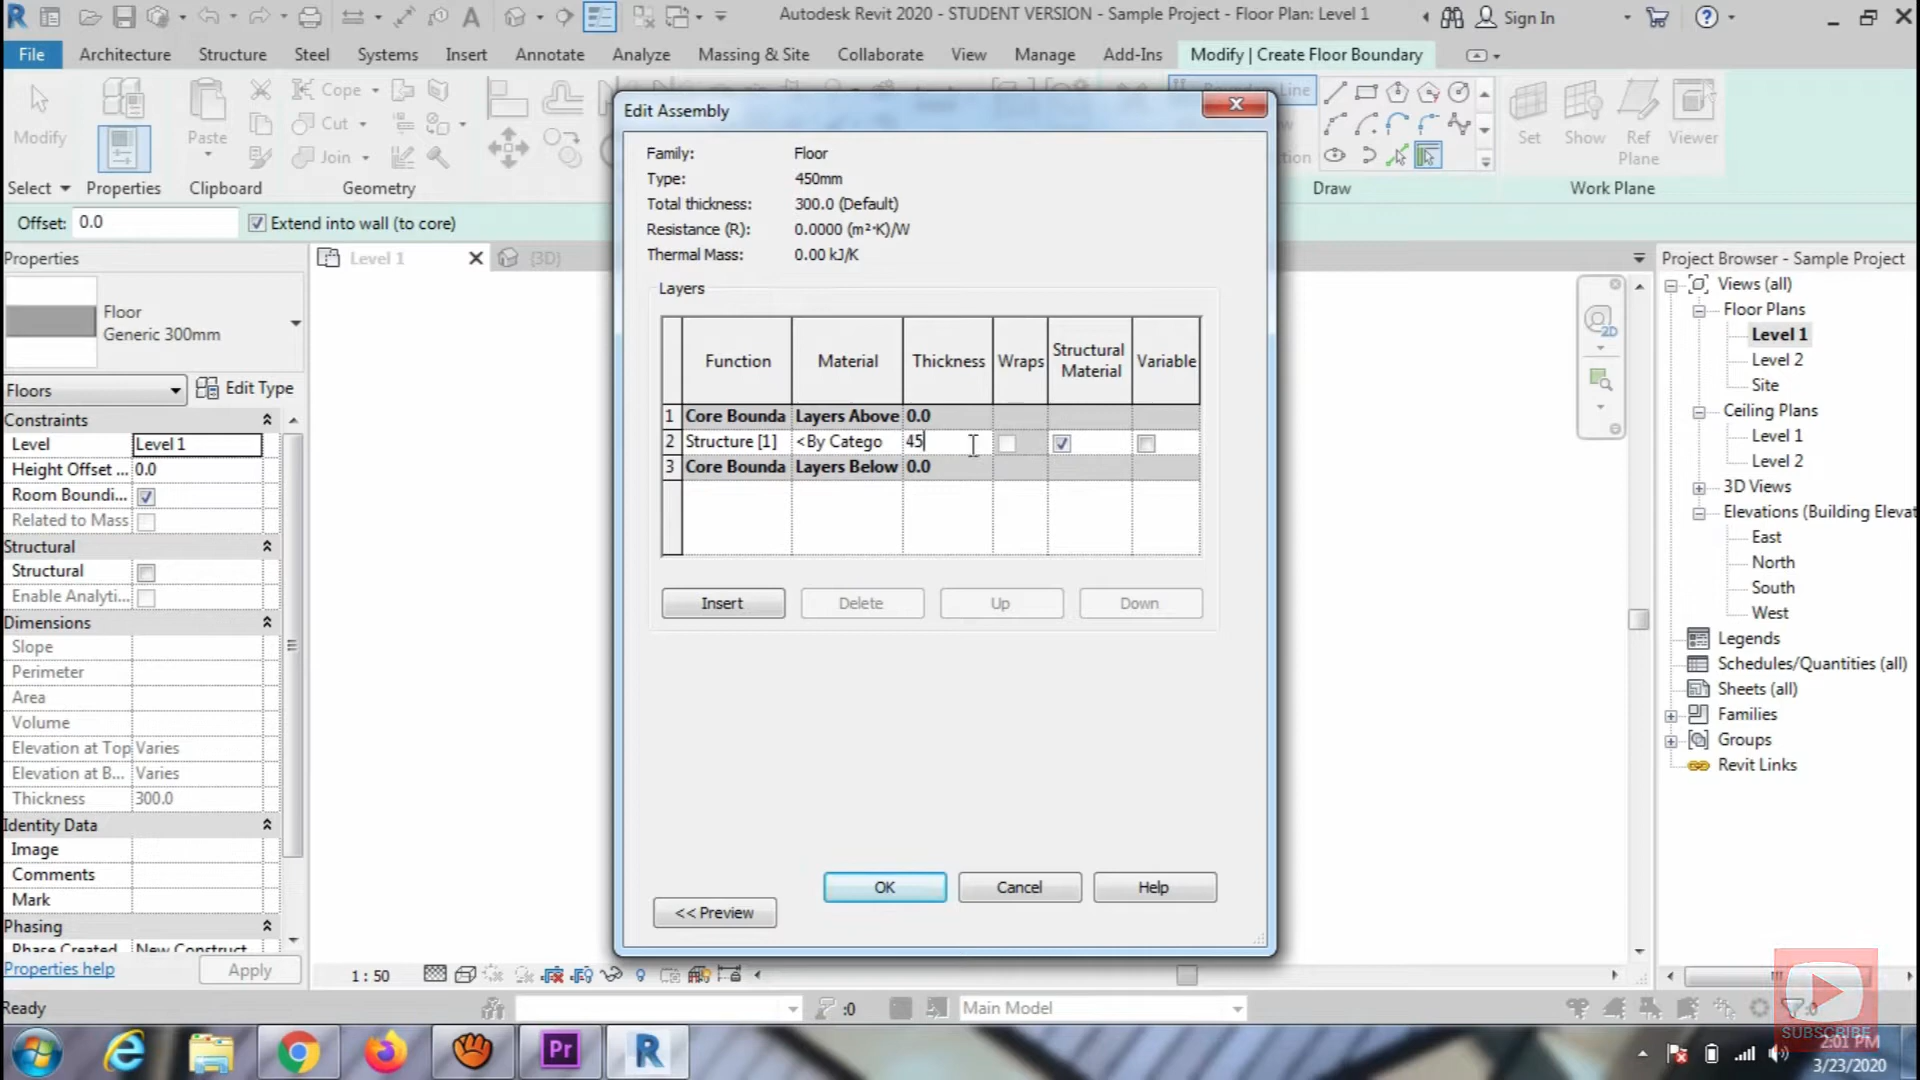 Autodesk Revit 2020 - STUDENT VERSION - Sample Project - Floor Plan: Level 1
Sign In
File Architecture Structure Steel Systems Insert Annotate Analyze Massing & Site Collaborate View Manage Add-Ins Modify | Create Floor Boundary
Modify
Paste
Cope
Cut
Join
Line
Set Show Ref Plane Viewer
Select Properties Clipboard Geometry Draw Work Plane
Offset: 0.0 Extend into wall (to core)
Properties
Floor
Generic 300mm
Floors Edit Type
Constraints
Level Level 1
Height Offset ... 0.0
Room Boundi...
Related to Mass
Structural
Structural
Enable Analyti...
Dimensions
Slope
Perimeter
Area
Volume
Elevation at Top Varies
Elevation at B... Varies
Thickness 300.0
Identity Data
Image
Comments
Mark
Phasing
Phase Created New Construct
Properties help Apply
Level 1 {3D}
Edit Assembly
Family: Floor
Type: 450mm
Total thickness: 300.0 (Default)
Resistance (R): 0.0000 (m²·K)/W
Thermal Mass: 0.00 kJ/K
Layers
Function Material Thickness Wraps Structural Material Variable
1 Core Bounda Layers Above 0.0
2 Structure [1] <By Catego 45
3 Core Bounda Layers Below 0.0
Insert Delete Up Down
OK Cancel Help
<< Preview
Project Browser - Sample Project
Views (all)
Floor Plans
Level 1
Level 2
Site
Ceiling Plans
Level 1
Level 2
3D Views
Elevations (Building Elevat
East
North
South
West
Legends
Schedules/Quantities (all)
Sheets (all)
Families
Groups
Revit Links
2D
1 : 50
Ready
:0
Main Model
:0
SUBSCRIBE
Pr
R
2:01 PM
3/23/2020